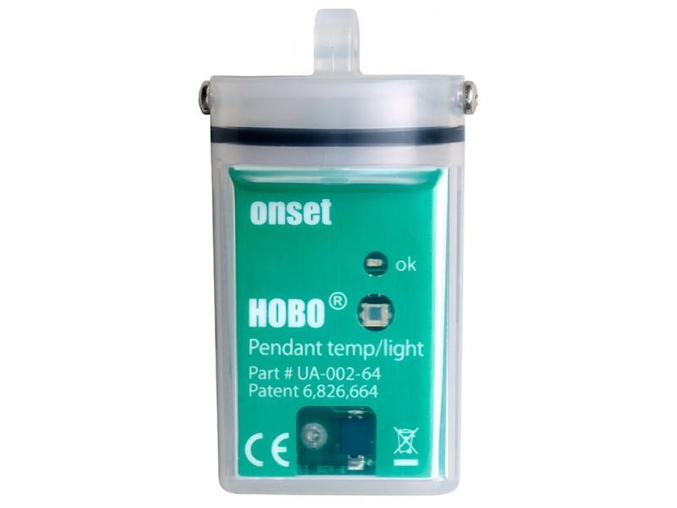 onset
ok
HOBO®
Pendant temp/light
Part # UA-002-64
Patent 6,826,664
CE